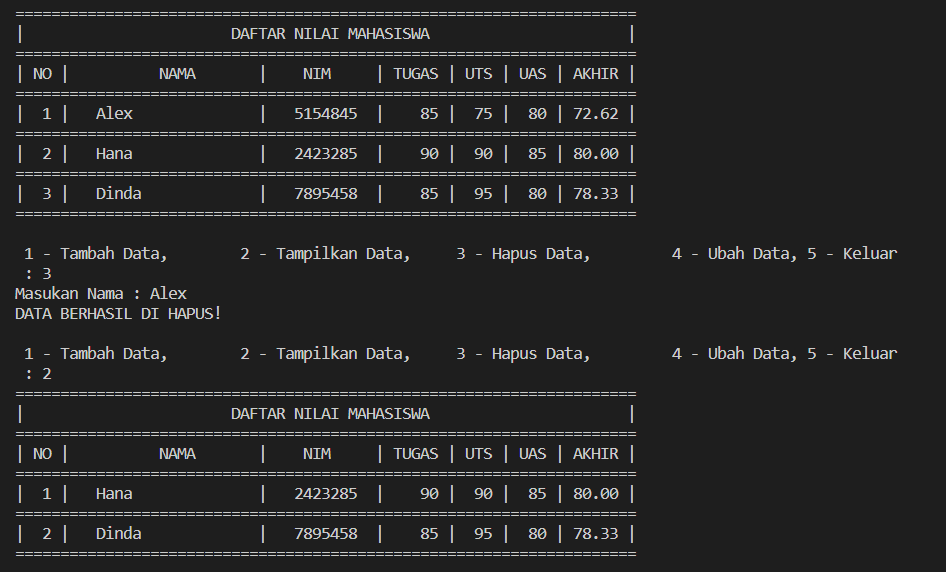 =====================================================================
|                       DAFTAR NILAI MAHASISWA                      |
=====================================================================
| NO |          NAMA       |    NIM     | TUGAS | UTS | UAS | AKHIR |
=====================================================================
|  1 |   Alex              |   5154845  |    85 |  75 |  80 | 72.62 |
=====================================================================
|  2 |   Hana              |   2423285  |    90 |  90 |  85 | 80.00 |
=====================================================================
|  3 |   Dinda             |   7895458  |    85 |  95 |  80 | 78.33 |
=====================================================================
 1 - Tambah Data,        2 - Tampilkan Data,     3 - Hapus Data,         4 - Ubah Data, 5 - Keluar
 : 3
Masukan Nama : Alex
DATA BERHASIL DI HAPUS!
 1 - Tambah Data,        2 - Tampilkan Data,     3 - Hapus Data,         4 - Ubah Data, 5 - Keluar
 : 2
=====================================================================
|                       DAFTAR NILAI MAHASISWA                      |
=====================================================================
| NO |          NAMA       |    NIM     | TUGAS | UTS | UAS | AKHIR |
=====================================================================
|  1 |   Hana              |   2423285  |    90 |  90 |  85 | 80.00 |
=====================================================================
|  2 |   Dinda             |   7895458  |    85 |  95 |  80 | 78.33 |
=====================================================================